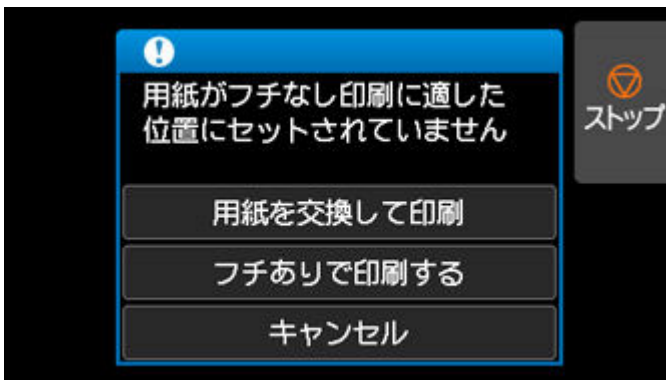 用紙がフチなし印刷に適した
位置にセットされていません
ストップ
用紙を交換して印刷
フチありで印刷する
キャンセル